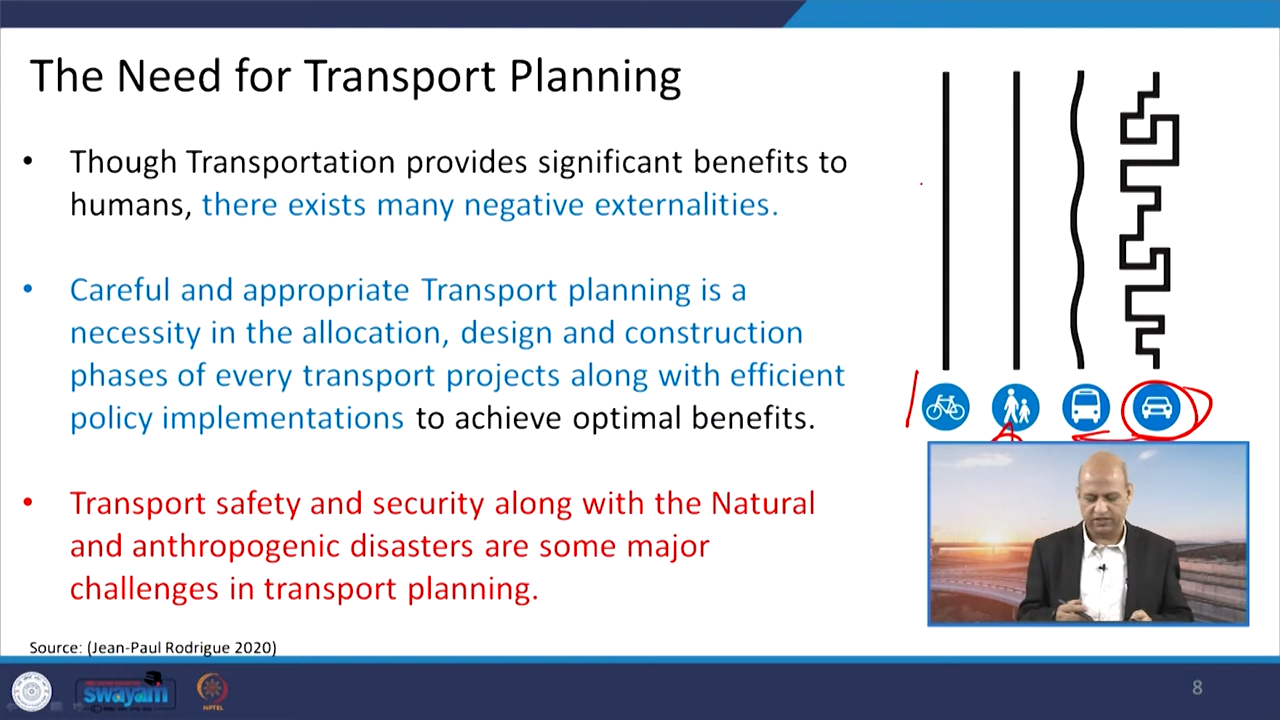 The Need for Transport Planning
• Though Transportation provides significant benefits to
humans, there exists many negative externalities.
• Careful and appropriate Transport planning is a
necessity in the allocation, design and construction
phases of every transport projects along with efficient
policy implementations to achieve optimal benefits.
• Transport safety and security along with the Natural
and anthropogenic disasters are some major
challenges in transport planning.
Source: (Jean-Paul Rodrigue 2020)
swayam
NPTEL
8